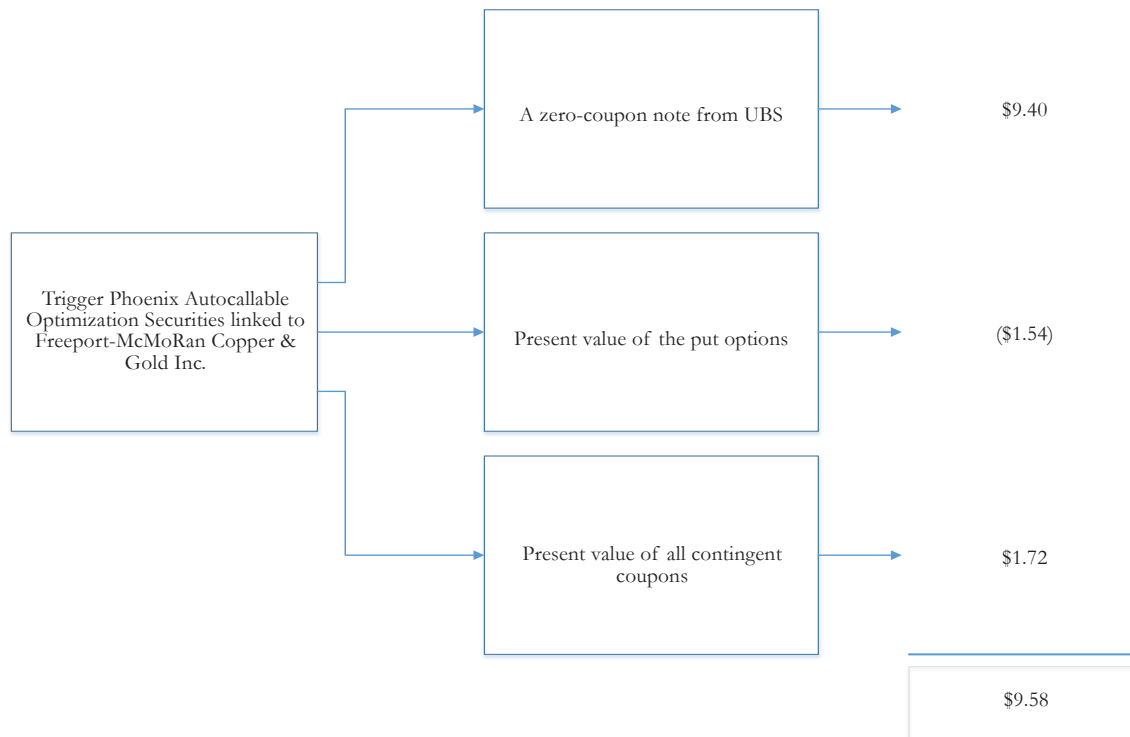 A zero-coupon note from UBS
$9.40
Trigger Phoenix Autocallable
Optimization Securities linked to
Freeport-McMoRan Copper &
Gold Inc.
Present value of the put options
($1.54)
Present value of all contingent
coupons
$1.72
$9.58